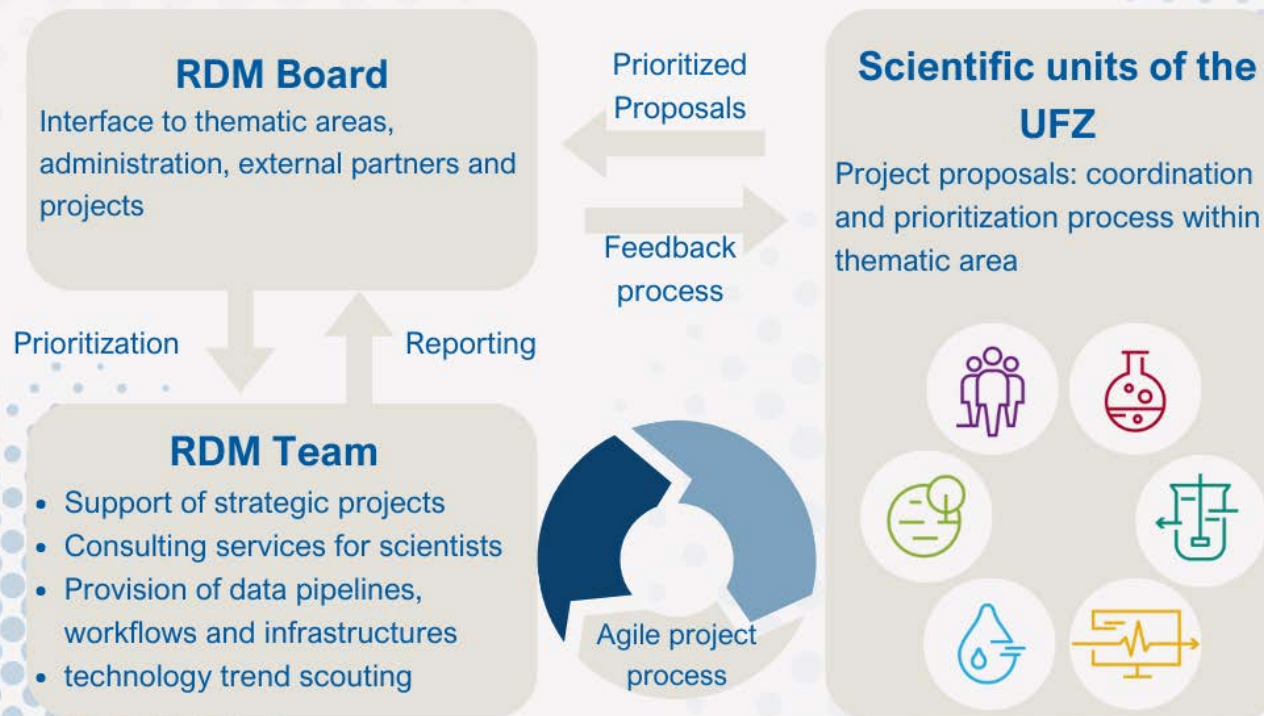 RDM Board
Interface to thematic areas,
administration, external partners and
projects
Prioritized
Proposals
Feedback
process
Scientific units of the
UFZ
Project proposals: coordination
and prioritization process within
thematic area
Prioritization
Reporting
RDM Team
• Support of strategic projects
• Consulting services for scientists
• Provision of data pipelines,
workflows and infrastructures
• technology trend scouting
Agile project
process